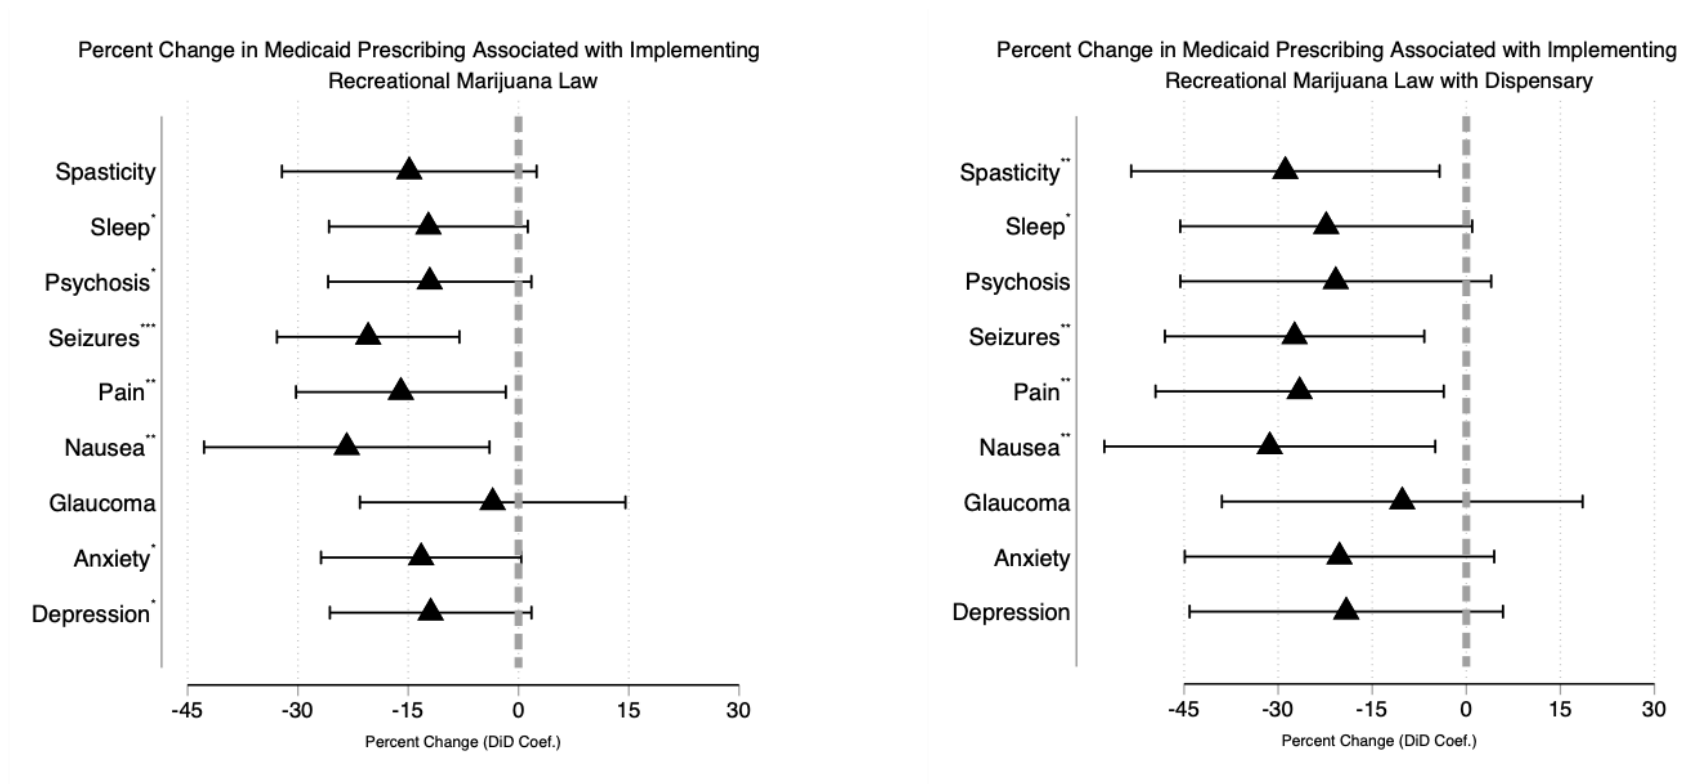 Percent Change in Medicaid Prescribing Associated with Implementing
Recreational Marijuana Law
Spasticity
Sleep*
Psychosis*
Seizures***
Pain**
Nausea**
Glaucoma
Anxiety*
Depression*
-45 -30 -15 0 15 30
Percent Change (DiD Coef.)
Percent Change in Medicaid Prescribing Associated with Implementing
Recreational Marijuana Law with Dispensary
Spasticity**
Sleep*
Psychosis
Seizures**
Pain**
Nausea**
Glaucoma
Anxiety
Depression
-45 -30 -15 0 15 30
Percent Change (DiD Coef.)